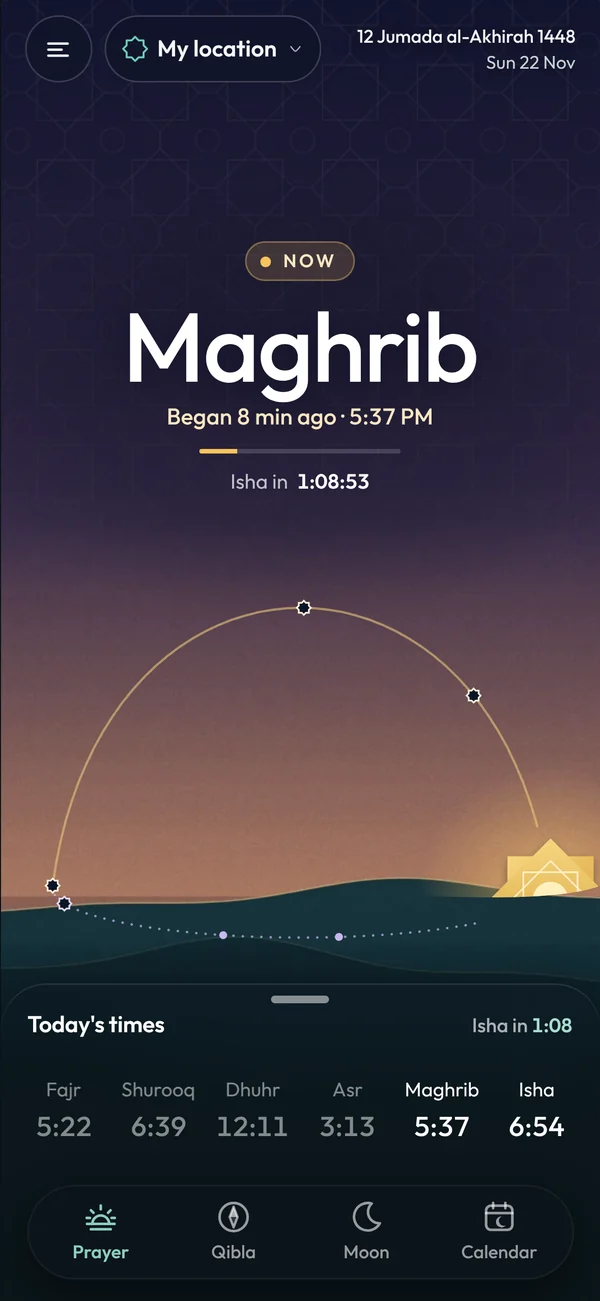 My location
12 Jumada al-Akhirah 1448
Sun 22 Nov
NOW
Maghrib
Began 8 min ago · 5:37 PM
Isha in 1:08:53
Today's times
Isha in 1:08
Fajr Shurooq Dhuhr Asr Maghrib Isha
5:22 6:39 12:11 3:13 5:37 6:54
Prayer Qibla Moon Calendar